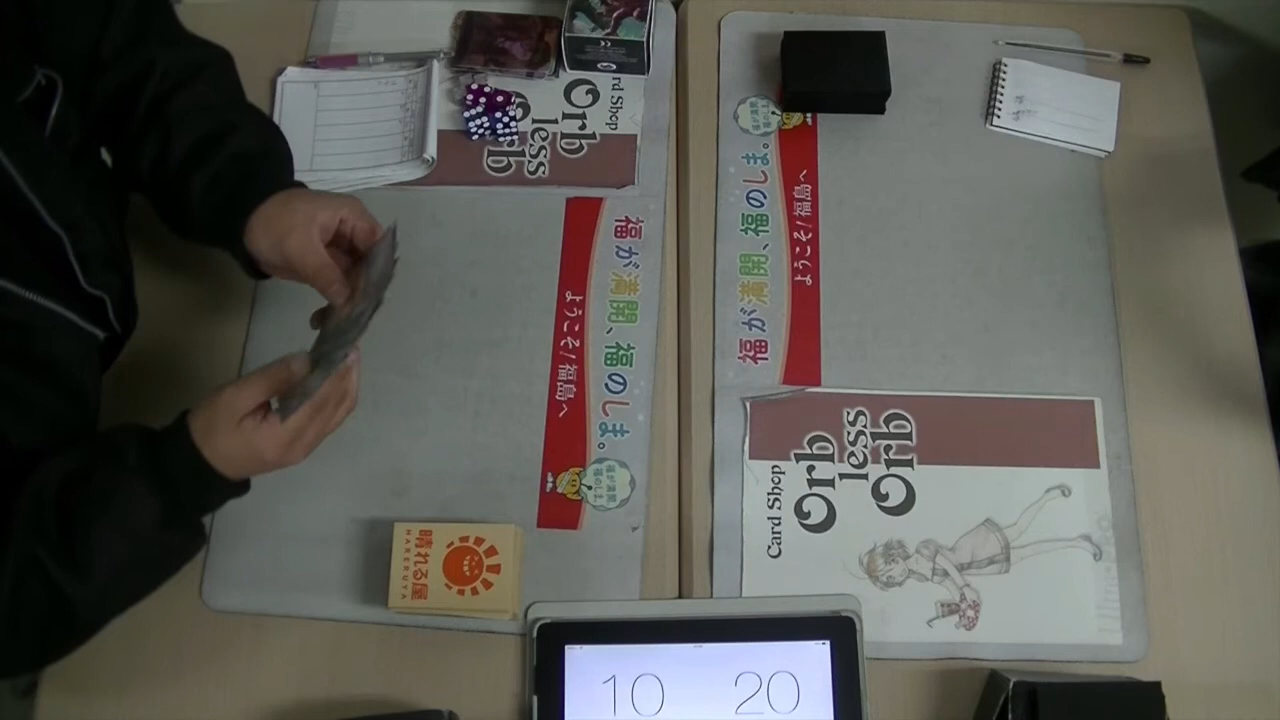 Card Shop
Orb
less
Orb
福が満開、福のしま。
ようこそ!福島へ
福が満開、福のしま。
ようこそ!福島へ
Card Shop
Orb
less
Orb
晴れる屋
HARERUYA
10 20